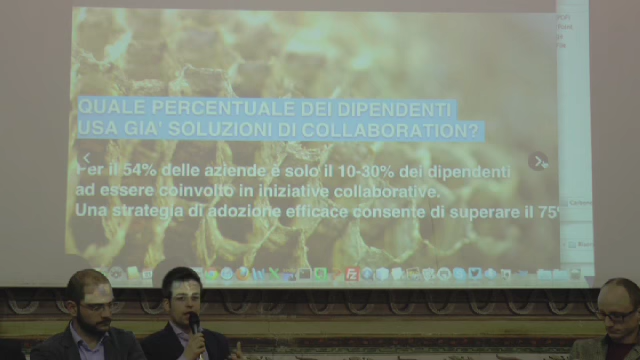 QUALE PERCENTUALE DEI DIPENDENTI
USA GIA' SOLUZIONI DI COLLABORATION?
Per il 54% delle aziende è solo il 10-30% dei dipendenti
ad essere coinvolto in iniziative collaborative.
Una strategia di adozione efficace consente di superare il 75%